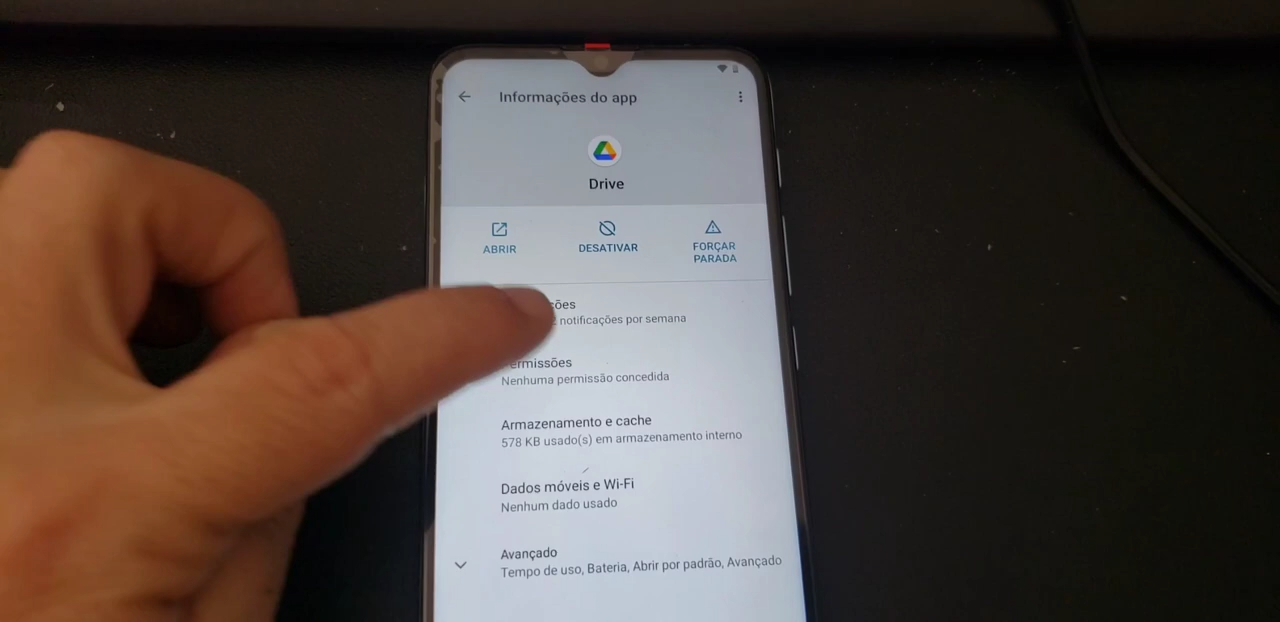 Informações do app
Drive
ABRIR
DESATIVAR
FORÇAR
PARADA
notificações por semana
Nenhuma permissão concedida
Armazenamento e cache
578 KB usado(s) em armazenamento interno
Dados móveis e Wi-Fi
Nenhum dado usado
Avançado
Tempo de uso, Bateria, Abrir por padrão, Avançado